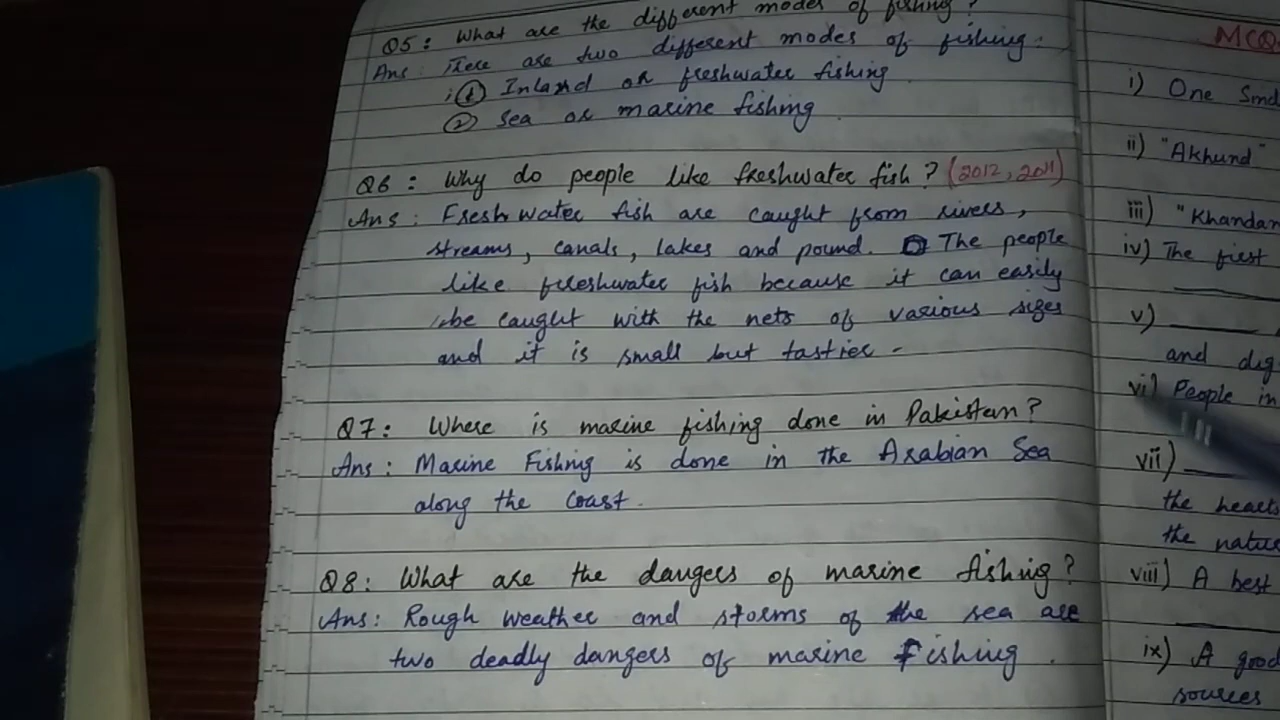 Q5: What are the different modes of fishing?
Ans: There are two different modes of fishing.
① Inland or freshwater fishing
② Sea or marine fishing
Q6: Why do people like freshwater fish? (2012, 2011)
Ans: Fresh water fish are caught from rivers,
streams, canals, lakes and pound. The people
like freshwater fish because it can easily
be caught with the nets of various sizes
and it is small but tastier.
Q7: Where is marine fishing done in Pakistan?
Ans: Marine Fishing is done in the Arabian Sea
along the coast.
Q8: What are the dangers of marine fishing?
Ans: Rough weather and storms of the sea are
two deadly dangers of marine Fishing.
MCQ
i) One
ii) "Akhund"
iii) "Khandar
iv) The first
v)
and dig
vi) People in
vii)
the hearts
the natur
viii) A best
ix) A good
sources